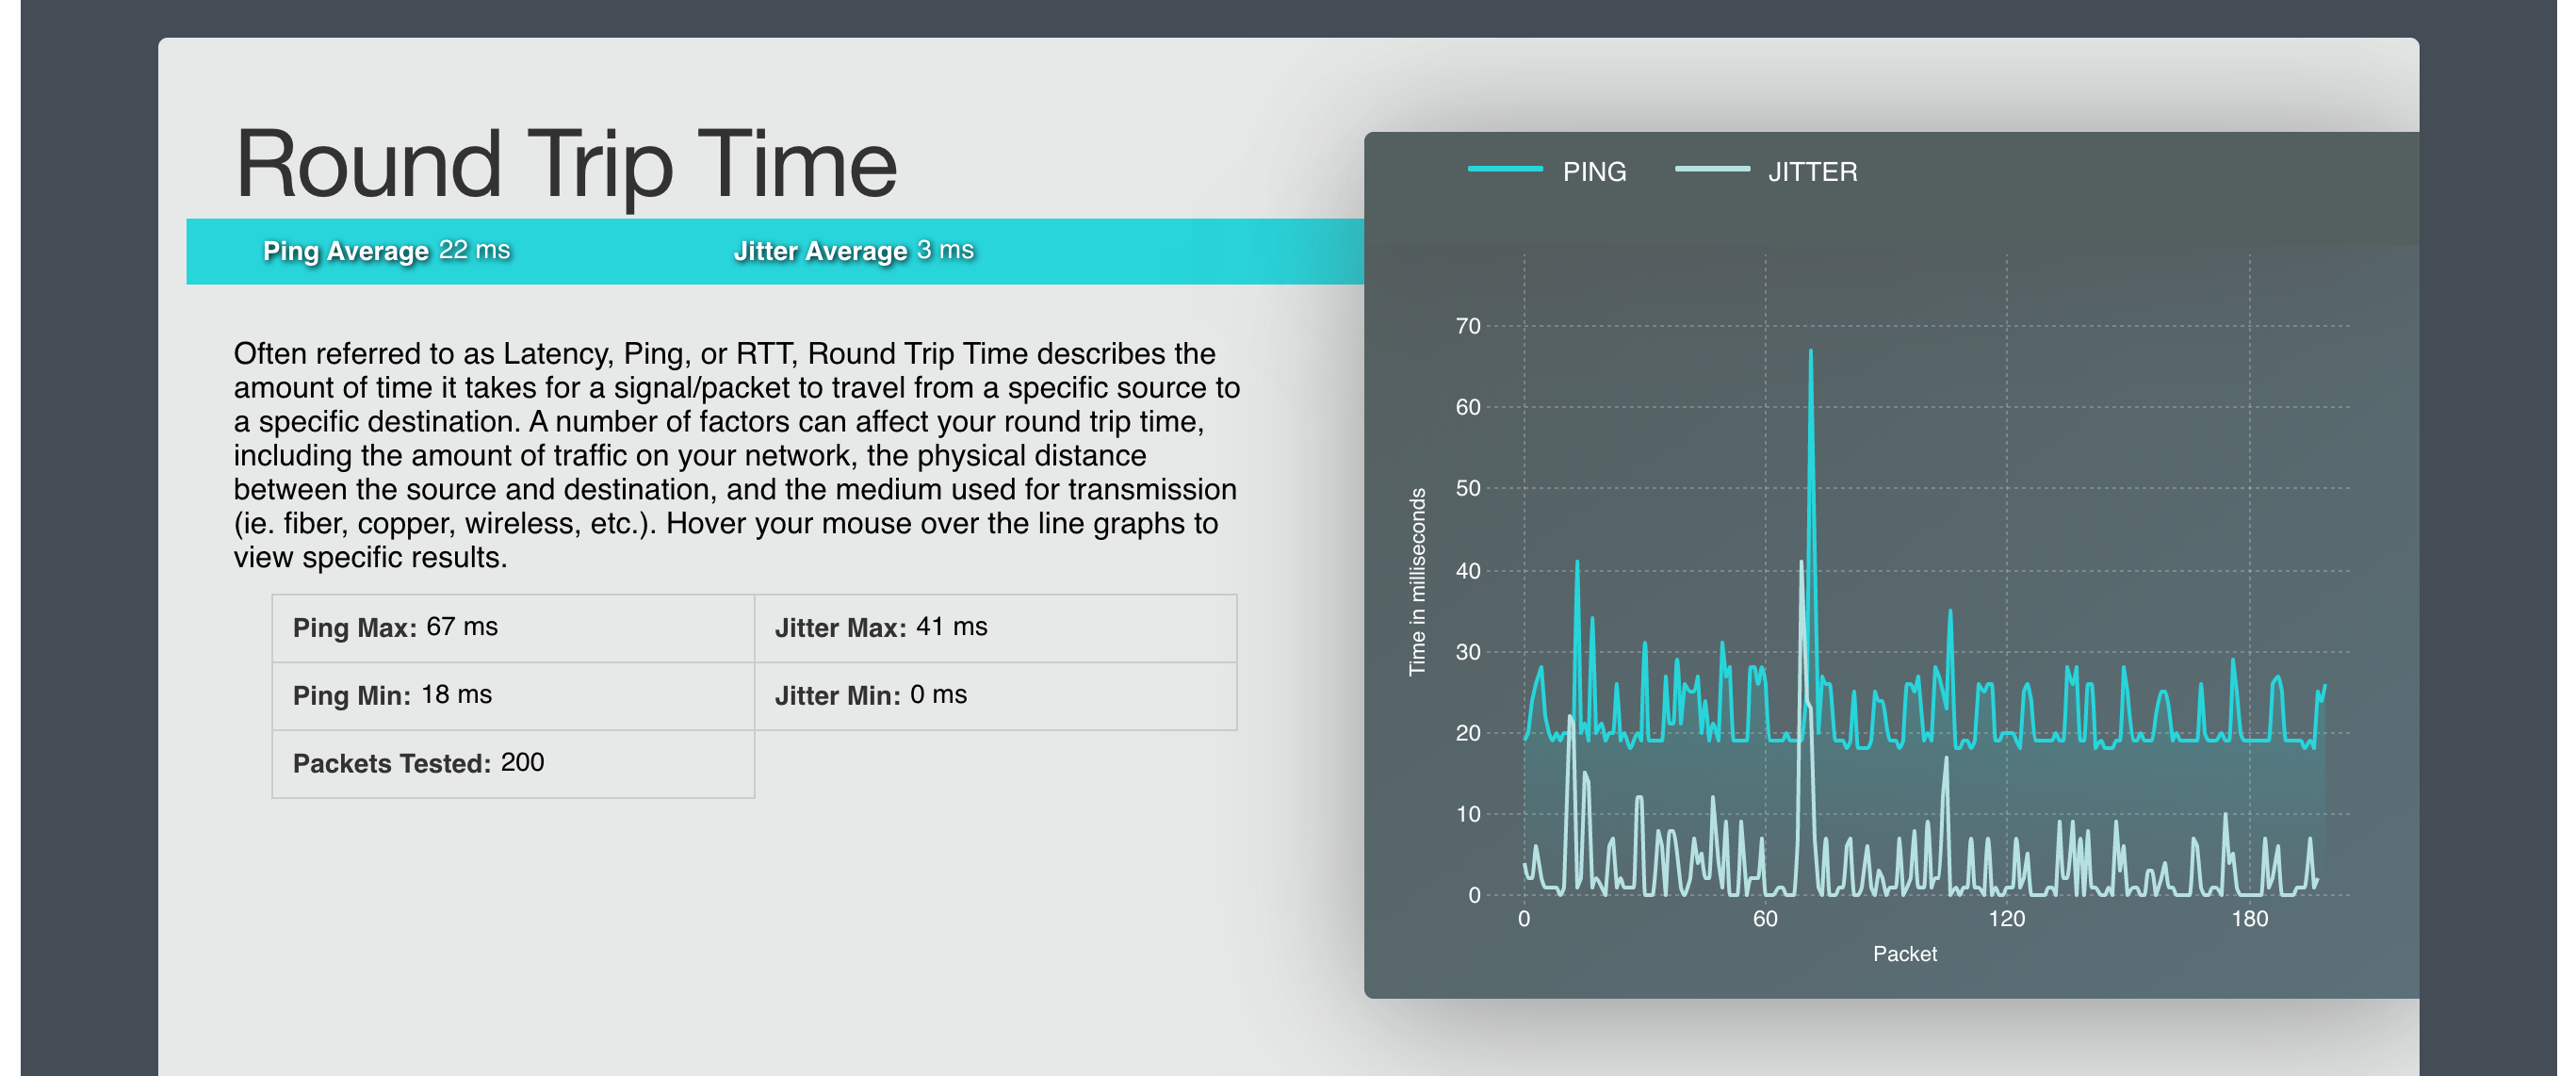 Round Trip Time
Ping Average 22 ms
Jitter Average 3 ms
Often referred to as Latency, Ping, or RTT, Round Trip Time describes the
amount of time it takes for a signal/packet to travel from a specific source to
a specific destination. A number of factors can affect your round trip time,
including the amount of traffic on your network, the physical distance
between the source and destination, and the medium used for transmission
(ie. fiber, copper, wireless, etc.). Hover your mouse over the line graphs to
view specific results.
Ping Max: 67 ms
Jitter Max: 41 ms
Ping Min: 18 ms
Jitter Min: 0 ms
Packets Tested: 200
PING
JITTER
Time in milliseconds
70
60
50
40
30
20
10
0
0
60
120
180
Packet